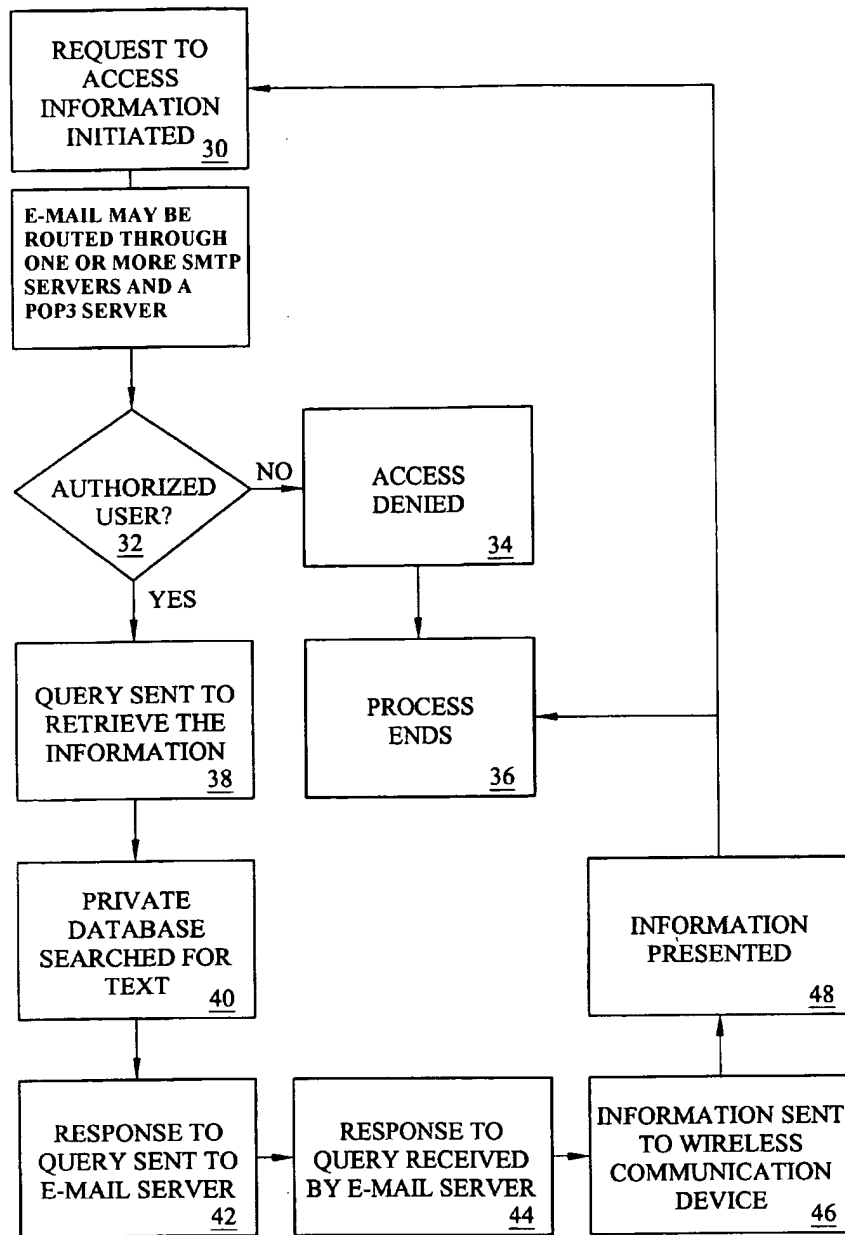 REQUEST TO
ACCESS
INFORMATION
INITIATED
30
E-MAIL MAY BE
ROUTED THROUGH
ONE OR MORE SMTP
SERVERS AND A
POP3 SERVER
AUTHORIZED
USER?
32
NO
YES
ACCESS
DENIED
34
PROCESS
ENDS
36
QUERY SENT TO
RETRIEVE THE
INFORMATION
38
PRIVATE
DATABASE
SEARCHED FOR
TEXT
40
RESPONSE TO
QUERY SENT TO
E-MAIL SERVER
42
RESPONSE TO
QUERY RECEIVED
BY E-MAIL SERVER
44
INFORMATION SENT
TO WIRELESS
COMMUNICATION
DEVICE
46
INFORMATION
PRESENTED
48